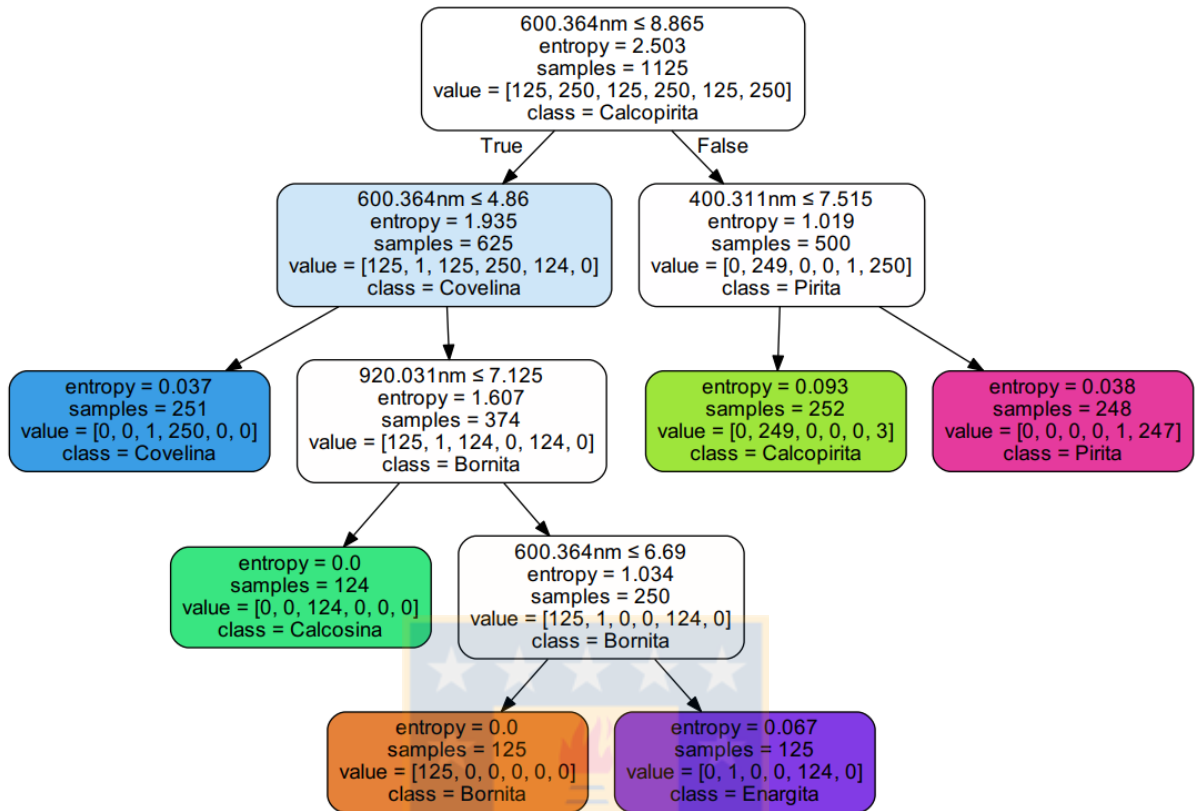 600.364nm ≤ 8.865
entropy = 2.503
samples = 1125
value = [125, 250, 125, 250, 125, 250]
class = Calcopirita
True
False
600.364nm ≤ 4.86
entropy = 1.935
samples = 625
value = [125, 1, 125, 250, 124, 0]
class = Covelina
400.311nm ≤ 7.515
entropy = 1.019
samples = 500
value = [0, 249, 0, 0, 1, 250]
class = Pirita
entropy = 0.037
samples = 251
value = [0, 0, 1, 250, 0, 0]
class = Covelina
920.031nm ≤ 7.125
entropy = 1.607
samples = 374
value = [125, 1, 124, 0, 124, 0]
class = Bornita
entropy = 0.093
samples = 252
value = [0, 249, 0, 0, 0, 3]
class = Calcopirita
entropy = 0.038
samples = 248
value = [0, 0, 0, 0, 1, 247]
class = Pirita
entropy = 0.0
samples = 124
value = [0, 0, 124, 0, 0, 0]
class = Calcosina
600.364nm ≤ 6.69
entropy = 1.034
samples = 250
value = [125, 1, 0, 0, 124, 0]
class = Bornita
entropy = 0.0
samples = 125
value = [125, 0, 0, 0, 0, 0]
class = Bornita
entropy = 0.067
samples = 125
value = [0, 1, 0, 0, 124, 0]
class = Enargita